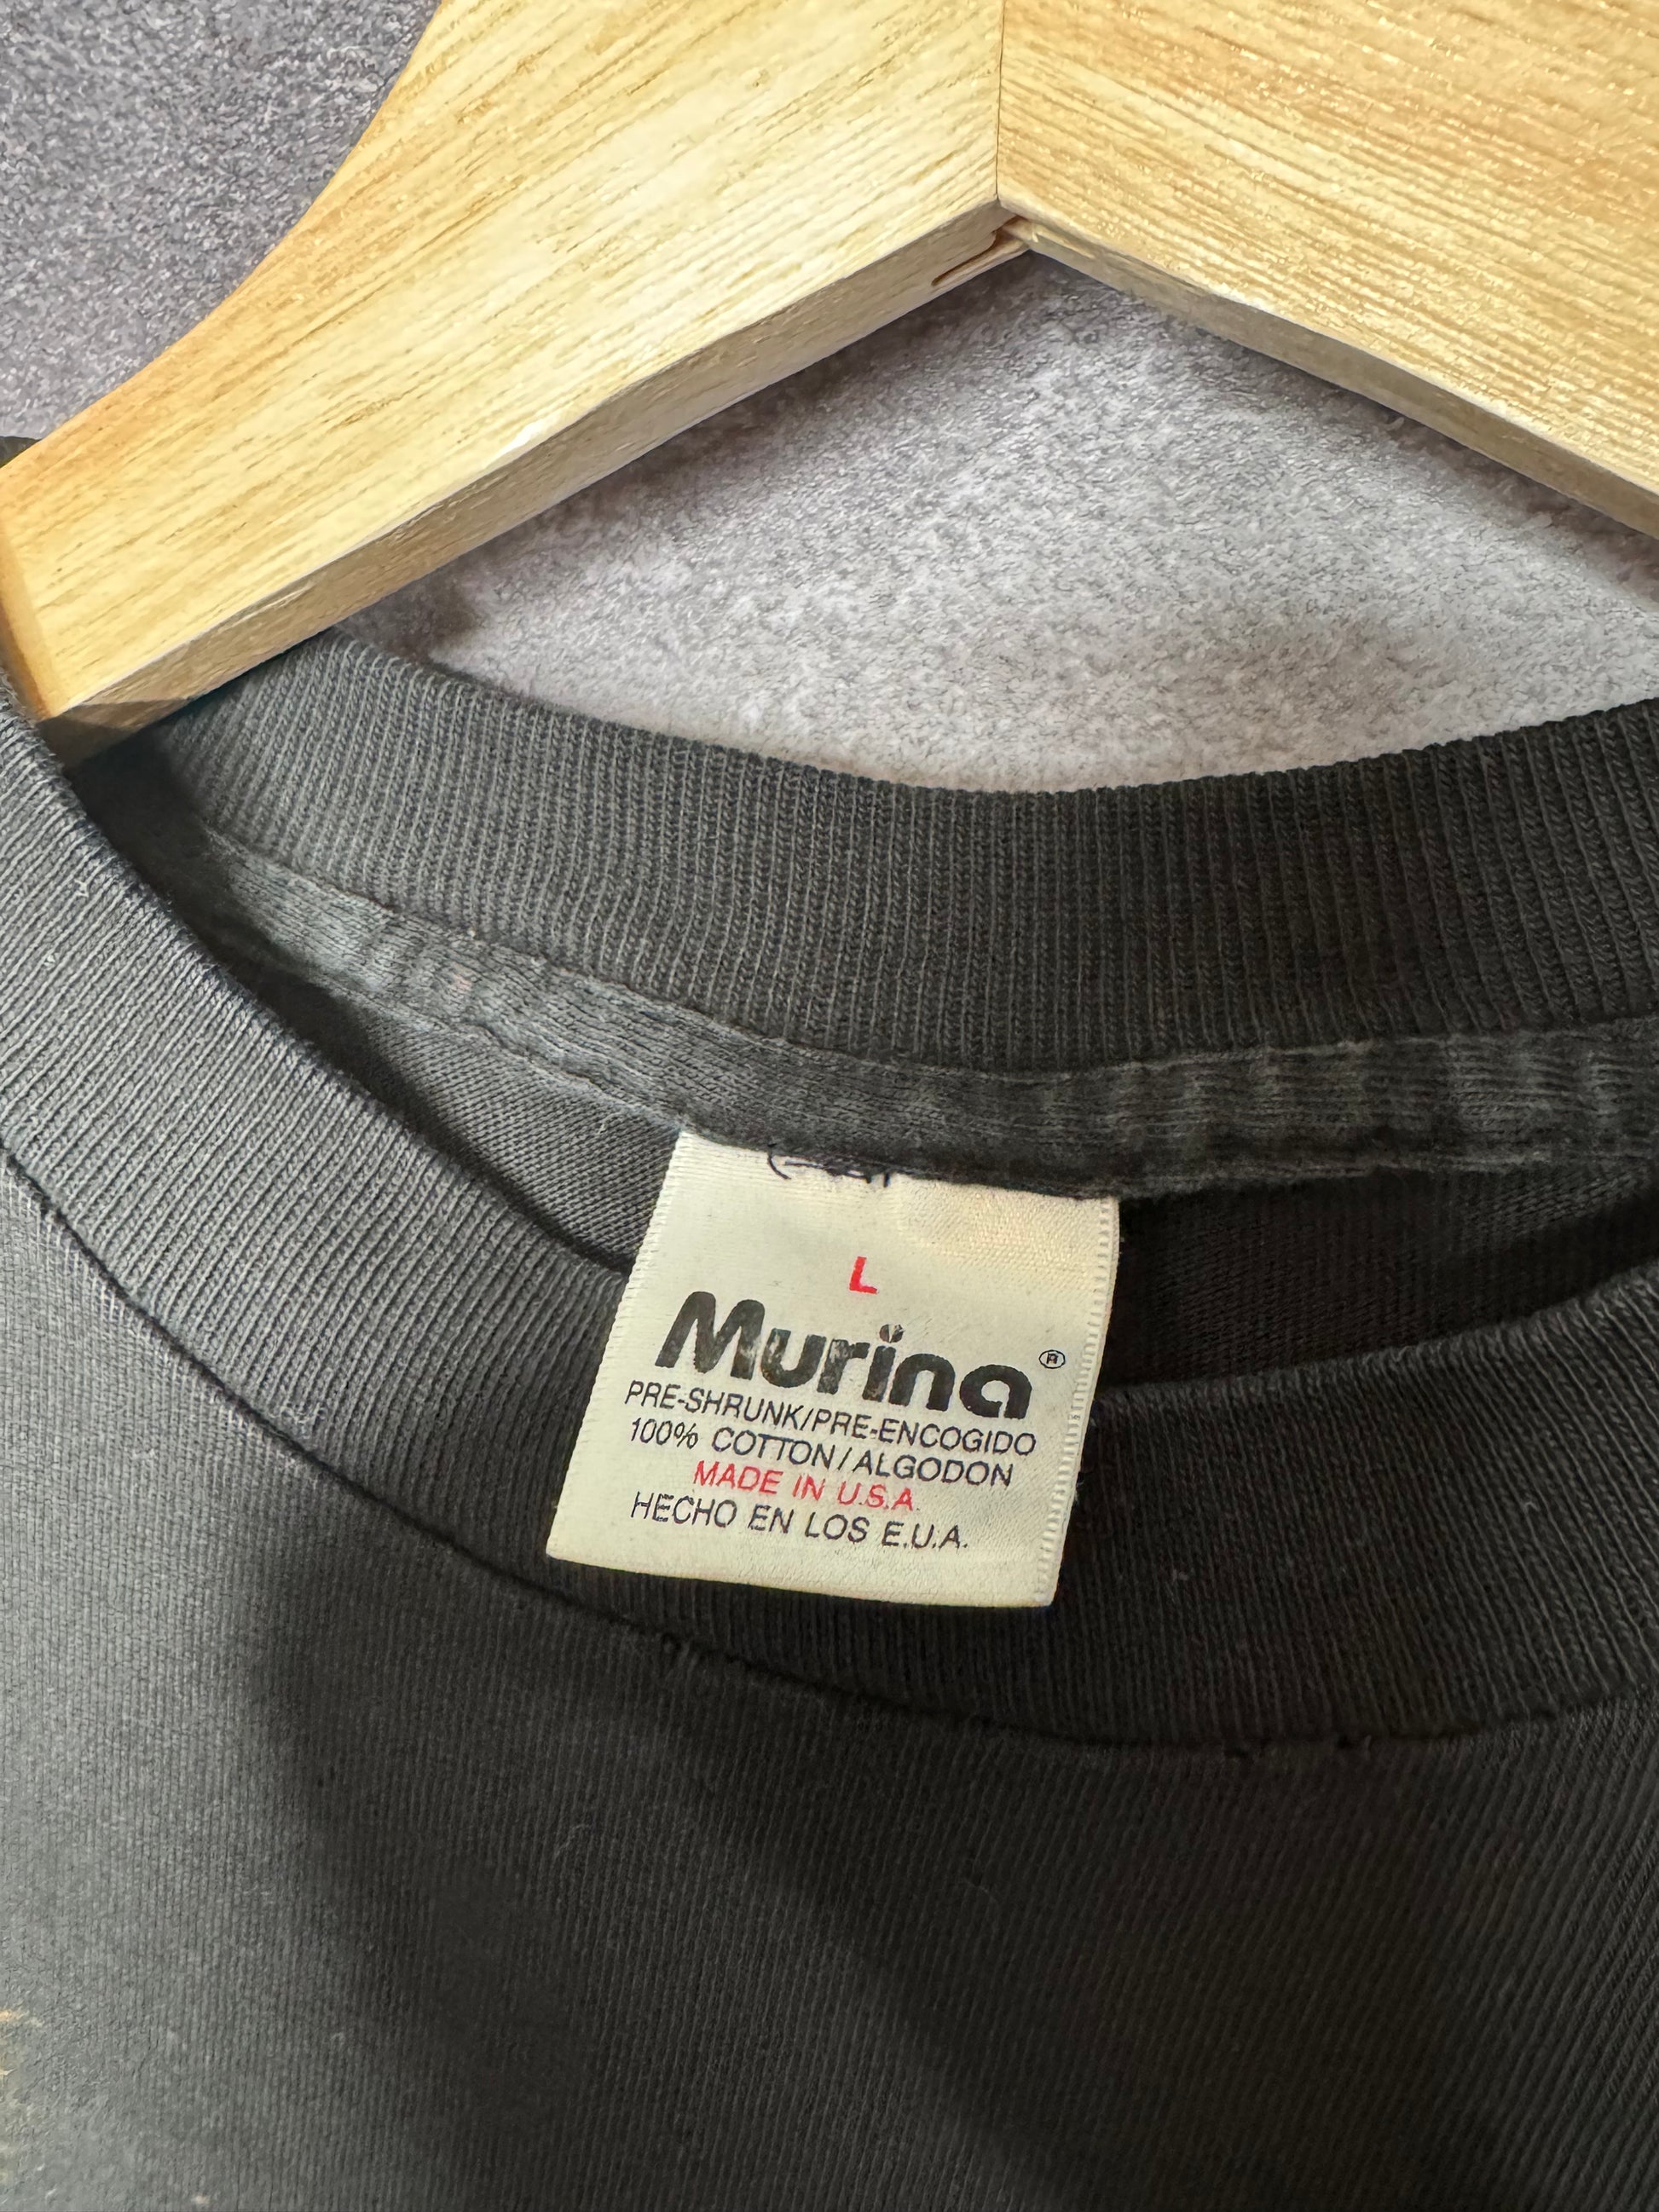 L
Murina®
PRE-SHRUNK/PRE-ENCOGIDO
100% COTTON/ALGODON
MADE IN U.S.A.
HECHO EN LOS E.U.A.